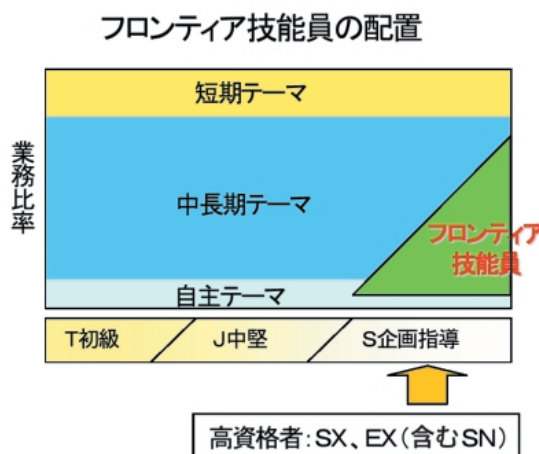 フロンティア技能員の配置
短期テーマ
業務比率
中長期テーマ
フロンティア
技能員
自主テーマ
T初級
J中堅
S企画指導
高資格者:SX、EX(含むSN)